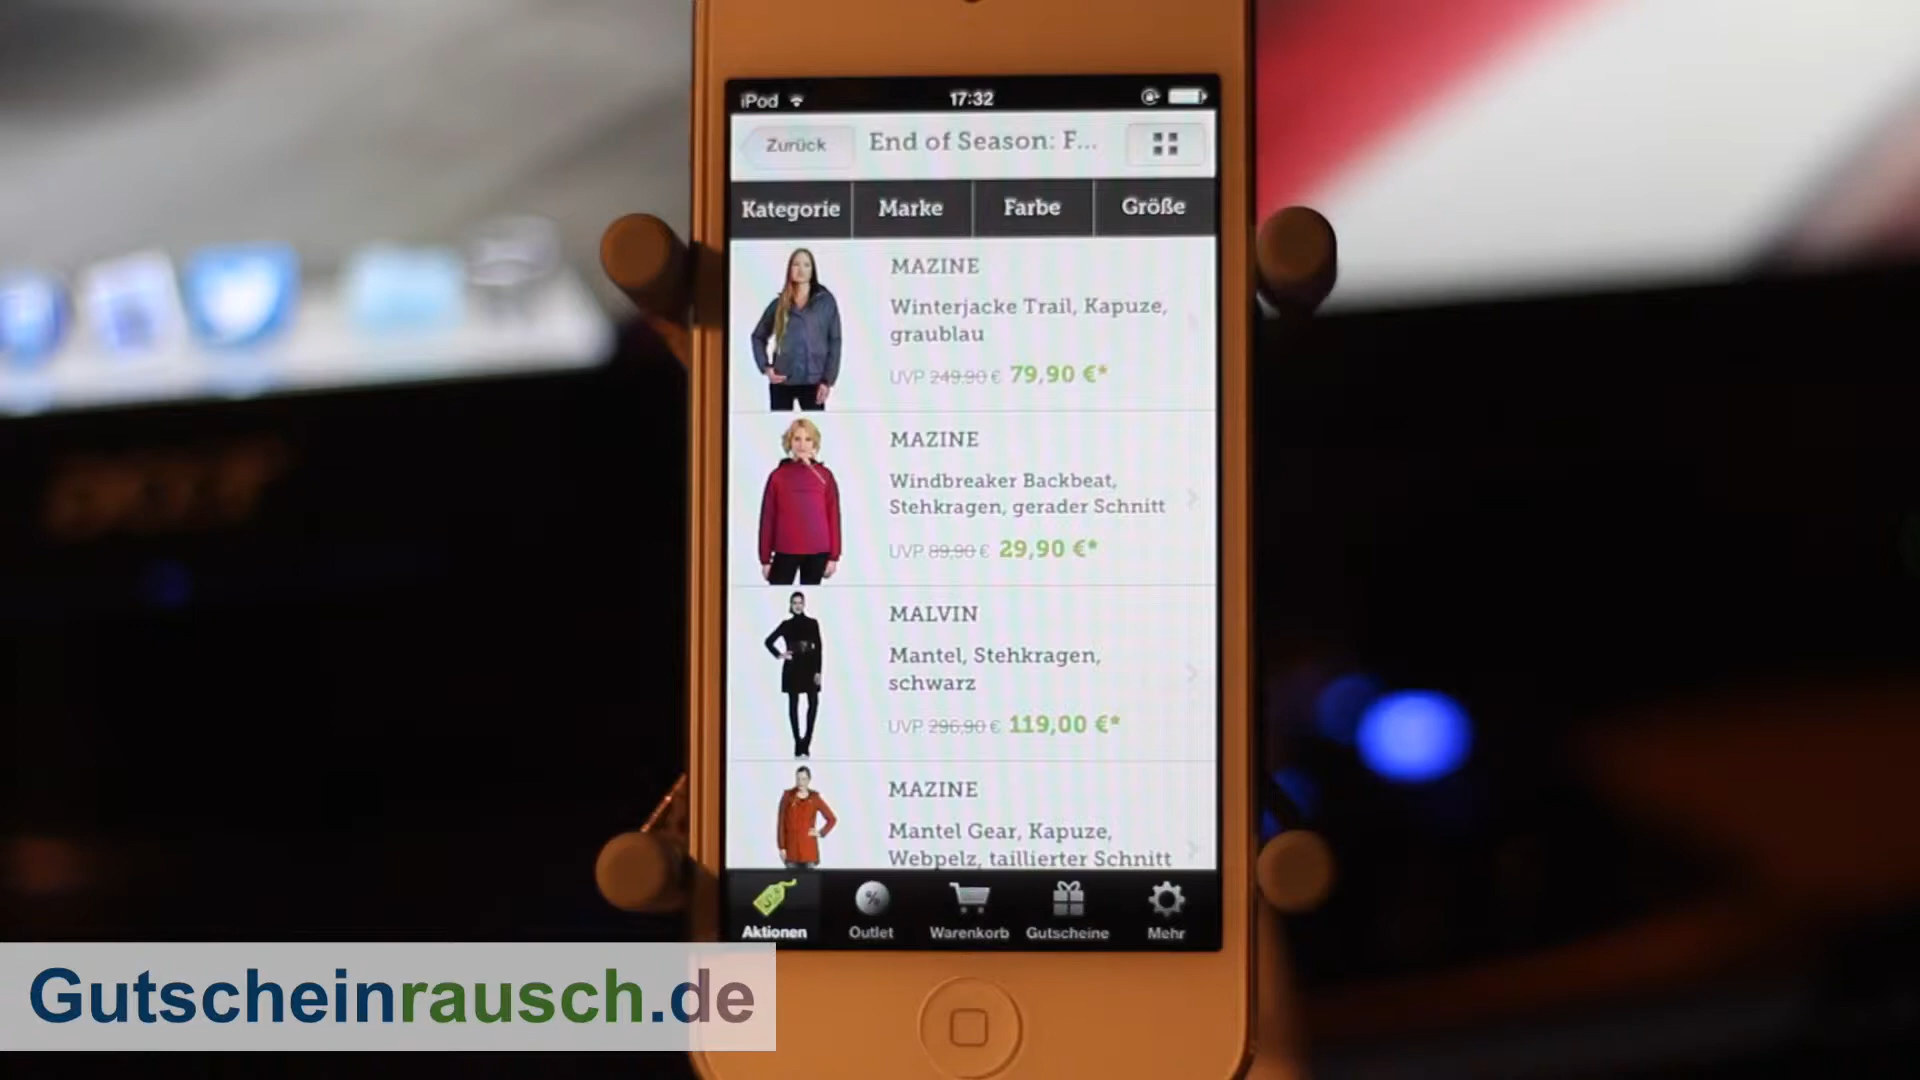 iPod
17:32
Zurück
End of Season: F...
Kategorie
Marke
Farbe
Größe
MAZINE
Winterjacke Trail, Kapuze,
graublau
UVP 249,90 € 79,90 €*
MAZINE
Windbreaker Backbeat,
Stehkragen, gerader Schnitt
UVP 89,90 € 29,90 €*
MALVIN
Mantel, Stehkragen,
schwarz
UVP 296,90 € 119,00 €*
MAZINE
Mantel Gear, Kapuze,
Webpelz, taillierter Schnitt
Aktionen
Outlet
Warenkorb
Gutscheine
Mehr
Gutscheinrausch.de